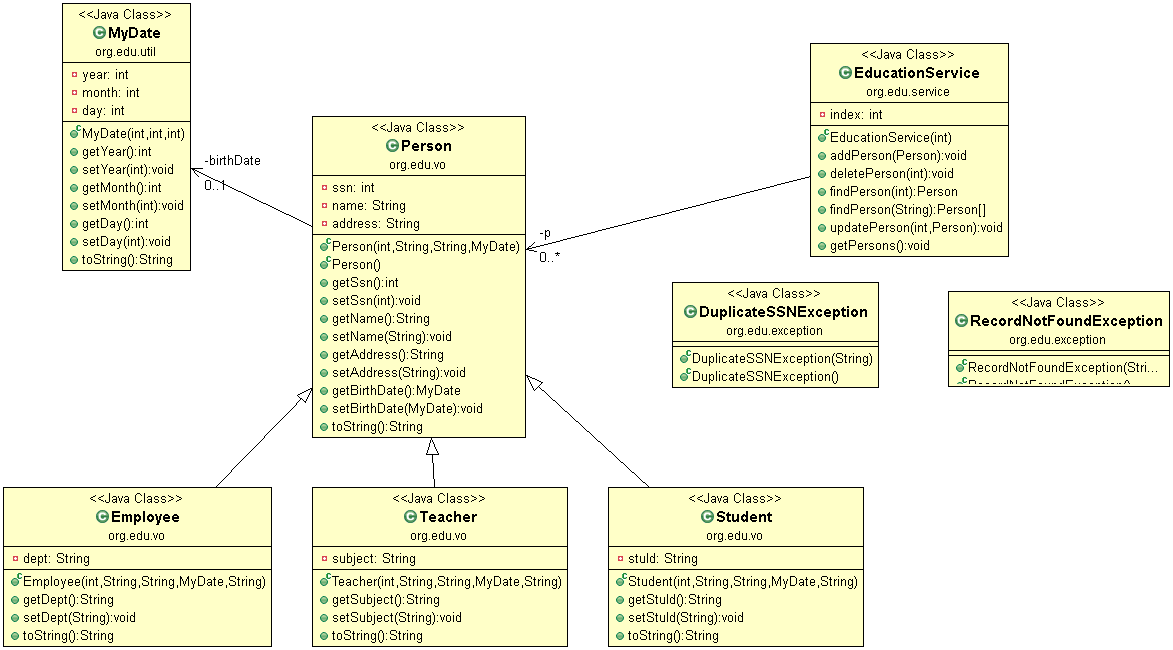 <<Java Class>>
MyDate
org.edu.util
year: int
month: int
day: int
MyDate(int,int,int)
getYear():int
setYear(int):void
getMonth():int
setMonth(int):void
getDay():int
setDay(int):void
toString():String
-birthDate
0..1
<<Java Class>>
Person
org.edu.vo
ssn: int
name: String
address: String
Person(int,String,String,MyDate)
Person()
getSsn():int
setSsn(int):void
getName():String
setName(String):void
getAddress():String
setAddress(String):void
getBirthDate():MyDate
setBirthDate(MyDate):void
toString():String
-p
0..*
<<Java Class>>
EducationService
org.edu.service
index: int
EducationService(int)
addPerson(Person):void
deletePerson(int):void
findPerson(int):Person
findPerson(String):Person[]
updatePerson(int,Person):void
getPersons():void
<<Java Class>>
DuplicateSSNException
org.edu.exception
DuplicateSSNException(String)
DuplicateSSNException()
<<Java Class>>
RecordNotFoundException
org.edu.exception
RecordNotFoundException(Stri...
RecordNotFoundException()
<<Java Class>>
Employee
org.edu.vo
dept: String
Employee(int,String,String,MyDate,String)
getDept():String
setDept(String):void
toString():String
<<Java Class>>
Teacher
org.edu.vo
subject: String
Teacher(int,String,String,MyDate,String)
getSubject():String
setSubject(String):void
toString():String
<<Java Class>>
Student
org.edu.vo
stuId: String
Student(int,String,String,MyDate,String)
getStuId():String
setStuId(String):void
toString():String